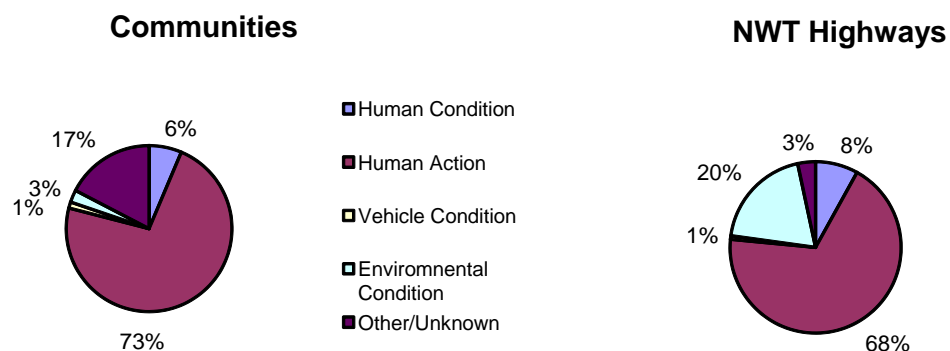 Communities
17%
6%
3%
1%
73%
Human Condition
Human Action
Vehicle Condition
Enviromnental
Condition
Other/Unknown
NWT Highways
3%
8%
20%
1%
68%